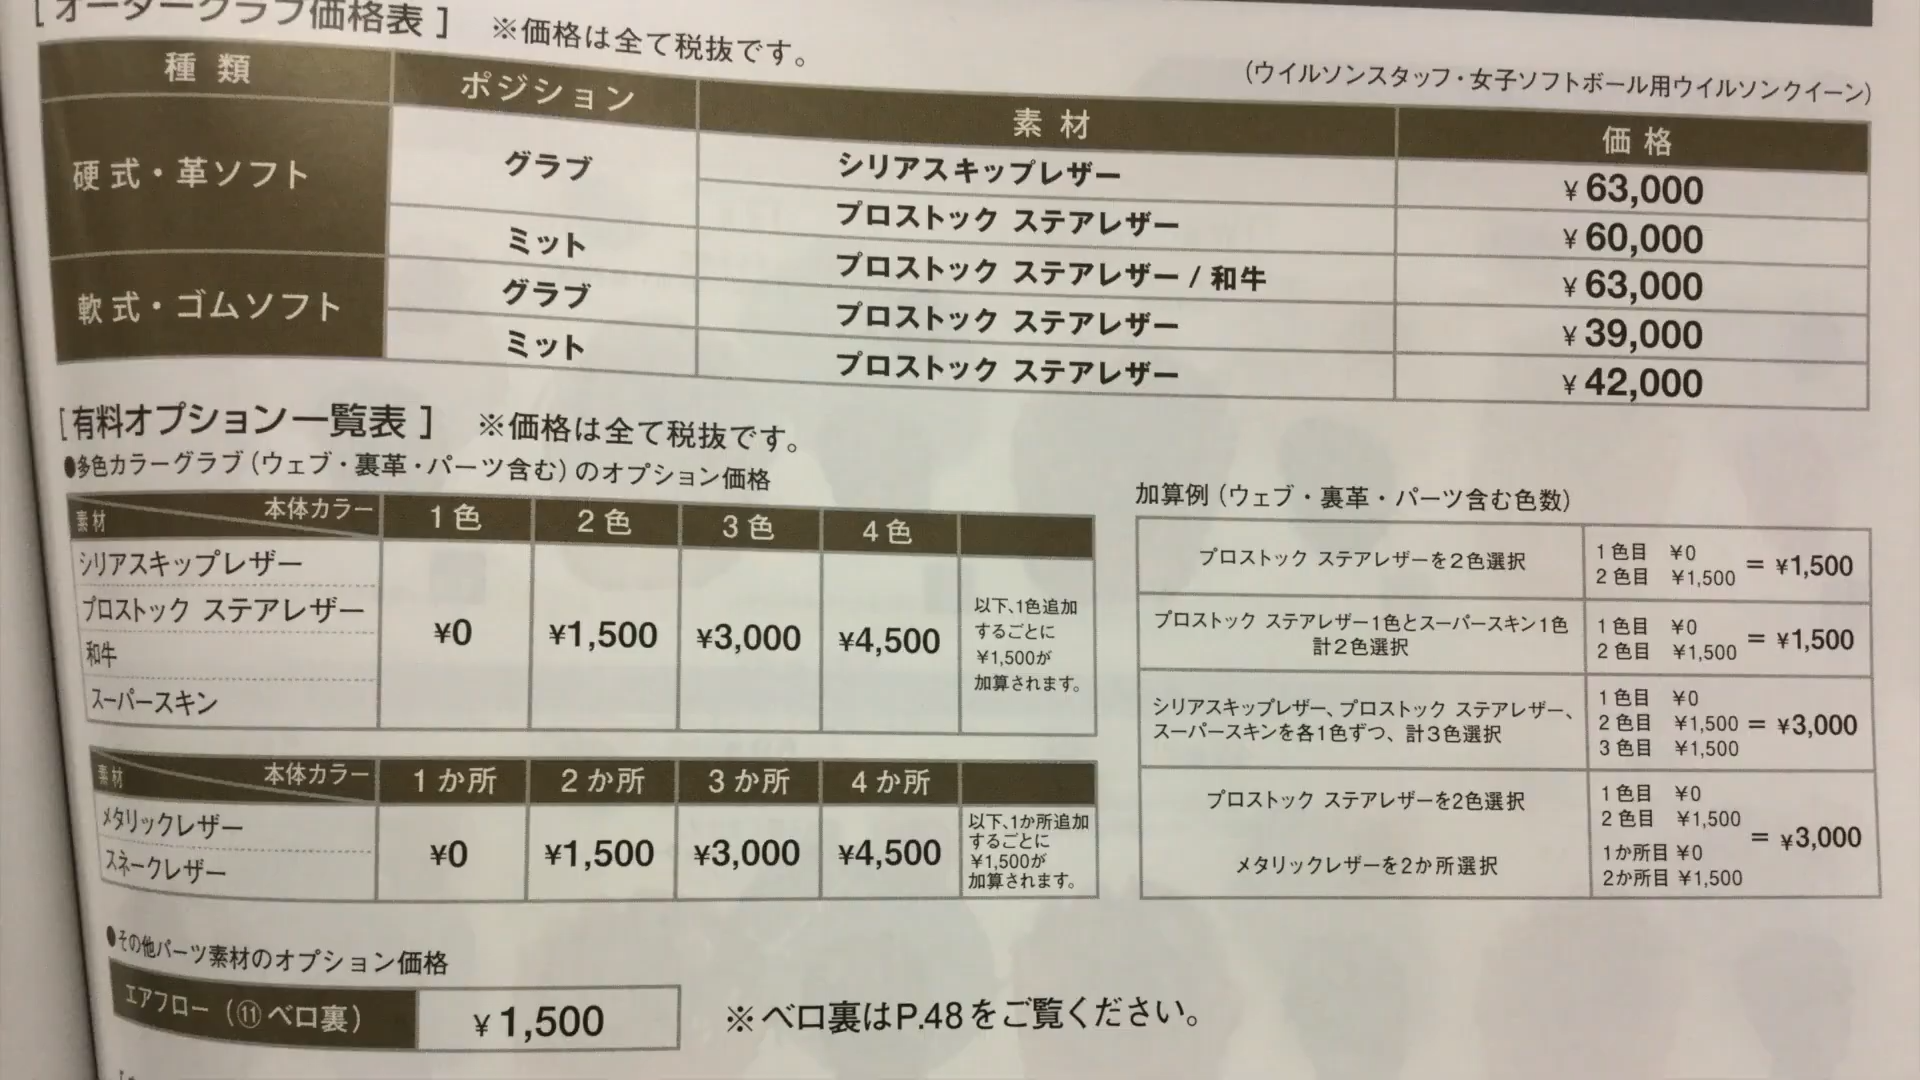 [オーダーグラブ価格表] ※価格は全て税抜です。
(ウイルソンスタッフ・女子ソフトボール用ウイルソンクイーン)
種類 ポジション 素材 価格
硬式・革ソフト グラブ シリアスキップレザー ¥63,000
プロストック ステアレザー ¥60,000
ミット プロストック ステアレザー / 和牛 ¥63,000
軟式・ゴムソフト グラブ プロストック ステアレザー ¥39,000
ミット プロストック ステアレザー ¥42,000
[有料オプション一覧表] ※価格は全て税抜です。
●多色カラーグラブ(ウェブ・裏革・パーツ含む)のオプション価格
素材 本体カラー 1色 2色 3色 4色
シリアスキップレザー
プロストック ステアレザー
和牛
スーパースキン
¥0 ¥1,500 ¥3,000 ¥4,500
以下、1色追加
するごとに
¥1,500が
加算されます。
素材 本体カラー 1か所 2か所 3か所 4か所
メタリックレザー
スネークレザー
¥0 ¥1,500 ¥3,000 ¥4,500
以下、1か所追加
するごとに
¥1,500が
加算されます。
加算例(ウェブ・裏革・パーツ含む色数)
プロストック ステアレザーを2色選択
1色目 ¥0
2色目 ¥1,500 = ¥1,500
プロストック ステアレザー1色とスーパースキン1色
計2色選択
1色目 ¥0
2色目 ¥1,500 = ¥1,500
シリアスキップレザー、プロストック ステアレザー、
スーパースキンを各1色ずつ、計3色選択
1色目 ¥0
2色目 ¥1,500 = ¥3,000
3色目 ¥1,500
プロストック ステアレザーを2色選択
メタリックレザーを2か所選択
1色目 ¥0
2色目 ¥1,500
1か所目 ¥0
2か所目 ¥1,500
= ¥3,000
●その他パーツ素材のオプション価格
エアフロー(⑪ベロ裏) ¥1,500 ※ベロ裏はP.48をご覧ください。